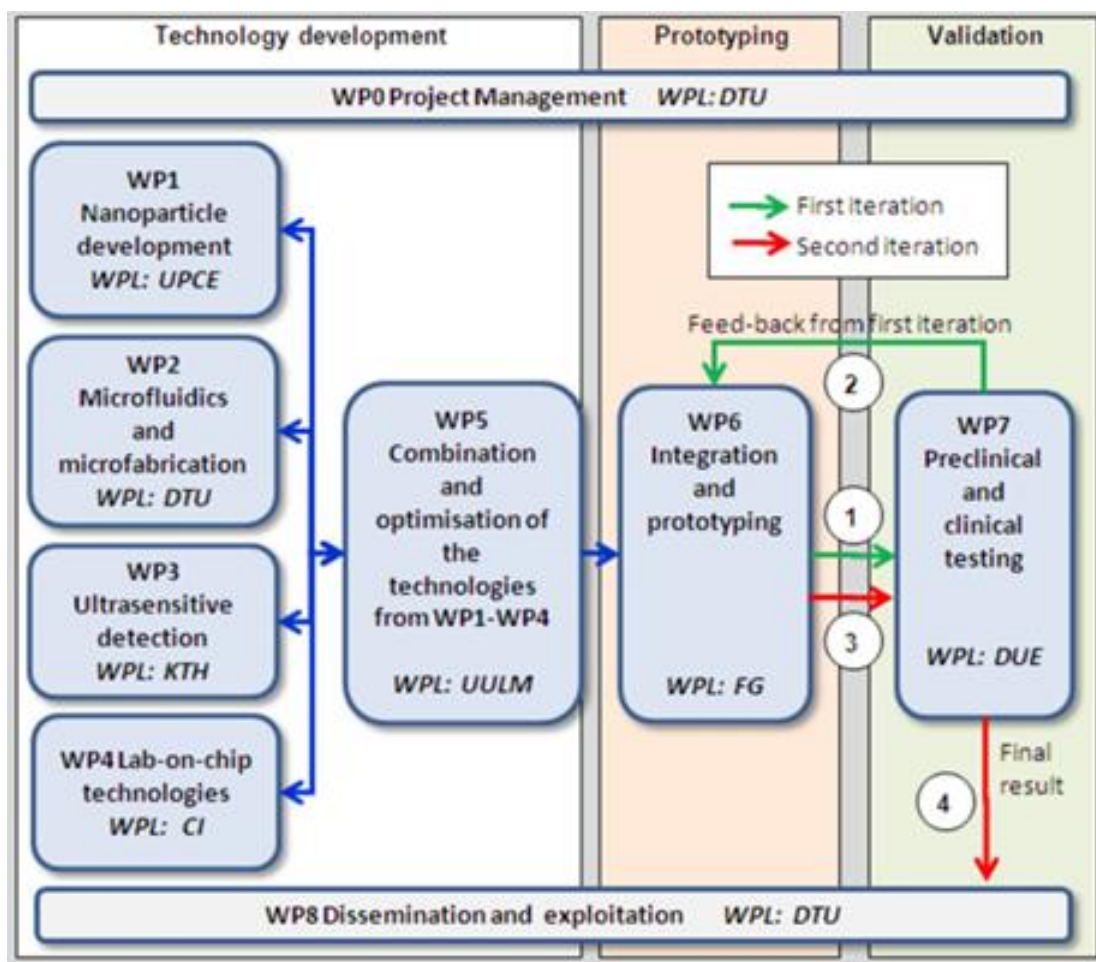 Technology development
Prototyping
Validation
WP0 Project Management WPL: DTU
WP1
Nanoparticle
development
WPL: UPCE
WP2
Microfluidics
and
microfabrication
WPL: DTU
WP3
Ultrasensitive
detection
WPL: KTH
WP4 Lab-on-chip
technologies
WPL: CI
WP5
Combination
and
optimisation of
the
technologies
from WP1-WP4
WPL: UULM
First iteration
Second iteration
Feed-back from first iteration
2
WP6
Integration
and
prototyping
WPL: FG
1
3
WP7
Preclinical
and
clinical
testing
WPL: DUE
Final
result
4
WP8 Dissemination and exploitation WPL: DTU